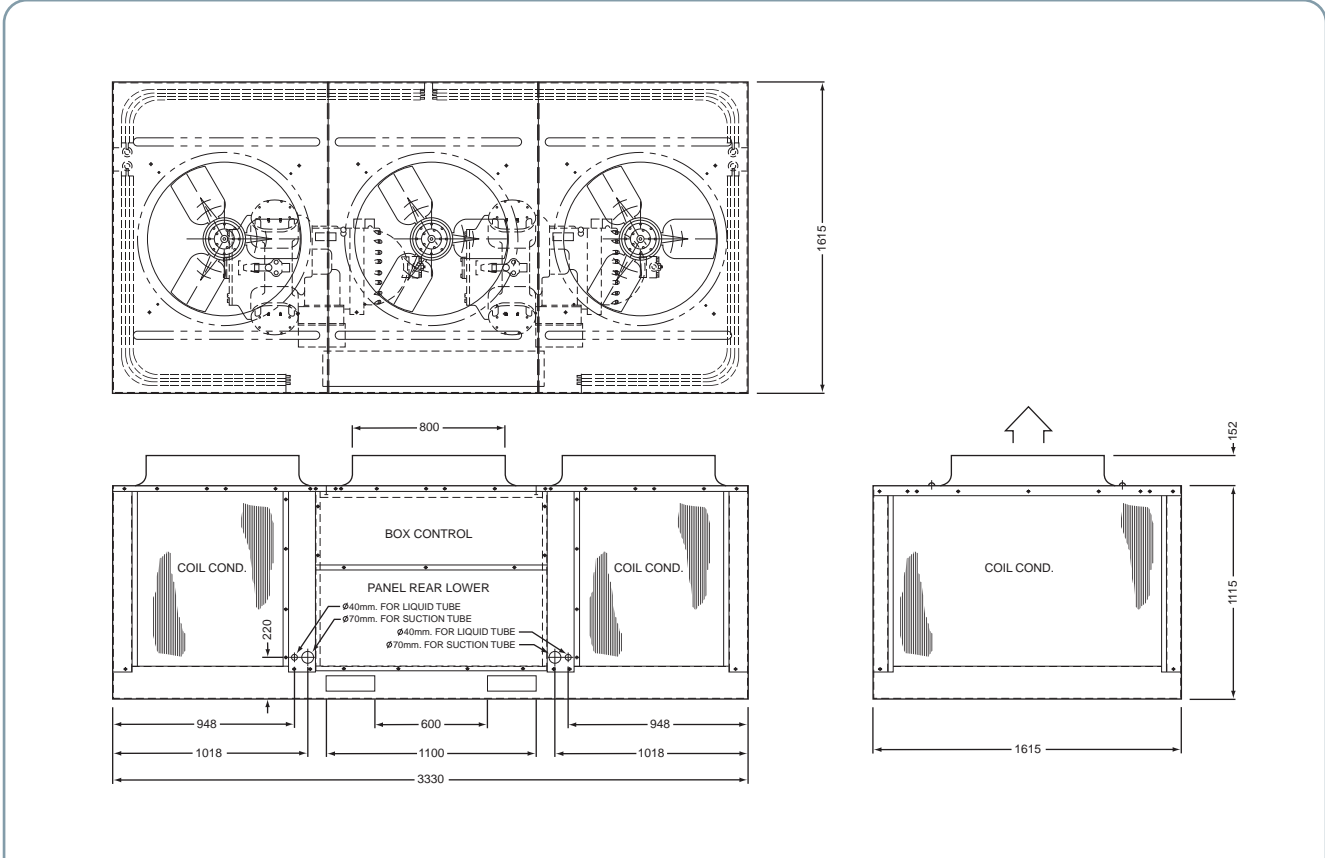 1615
800
152
BOX CONTROL
COIL COND.
COIL COND.
COIL COND.
PANEL REAR LOWER
Ø40mm. FOR LIQUID TUBE
Ø70mm. FOR SUCTION TUBE
Ø40mm. FOR LIQUID TUBE
Ø70mm. FOR SUCTION TUBE
220
1115
948
600
948
1018
1100
1018
1615
3330